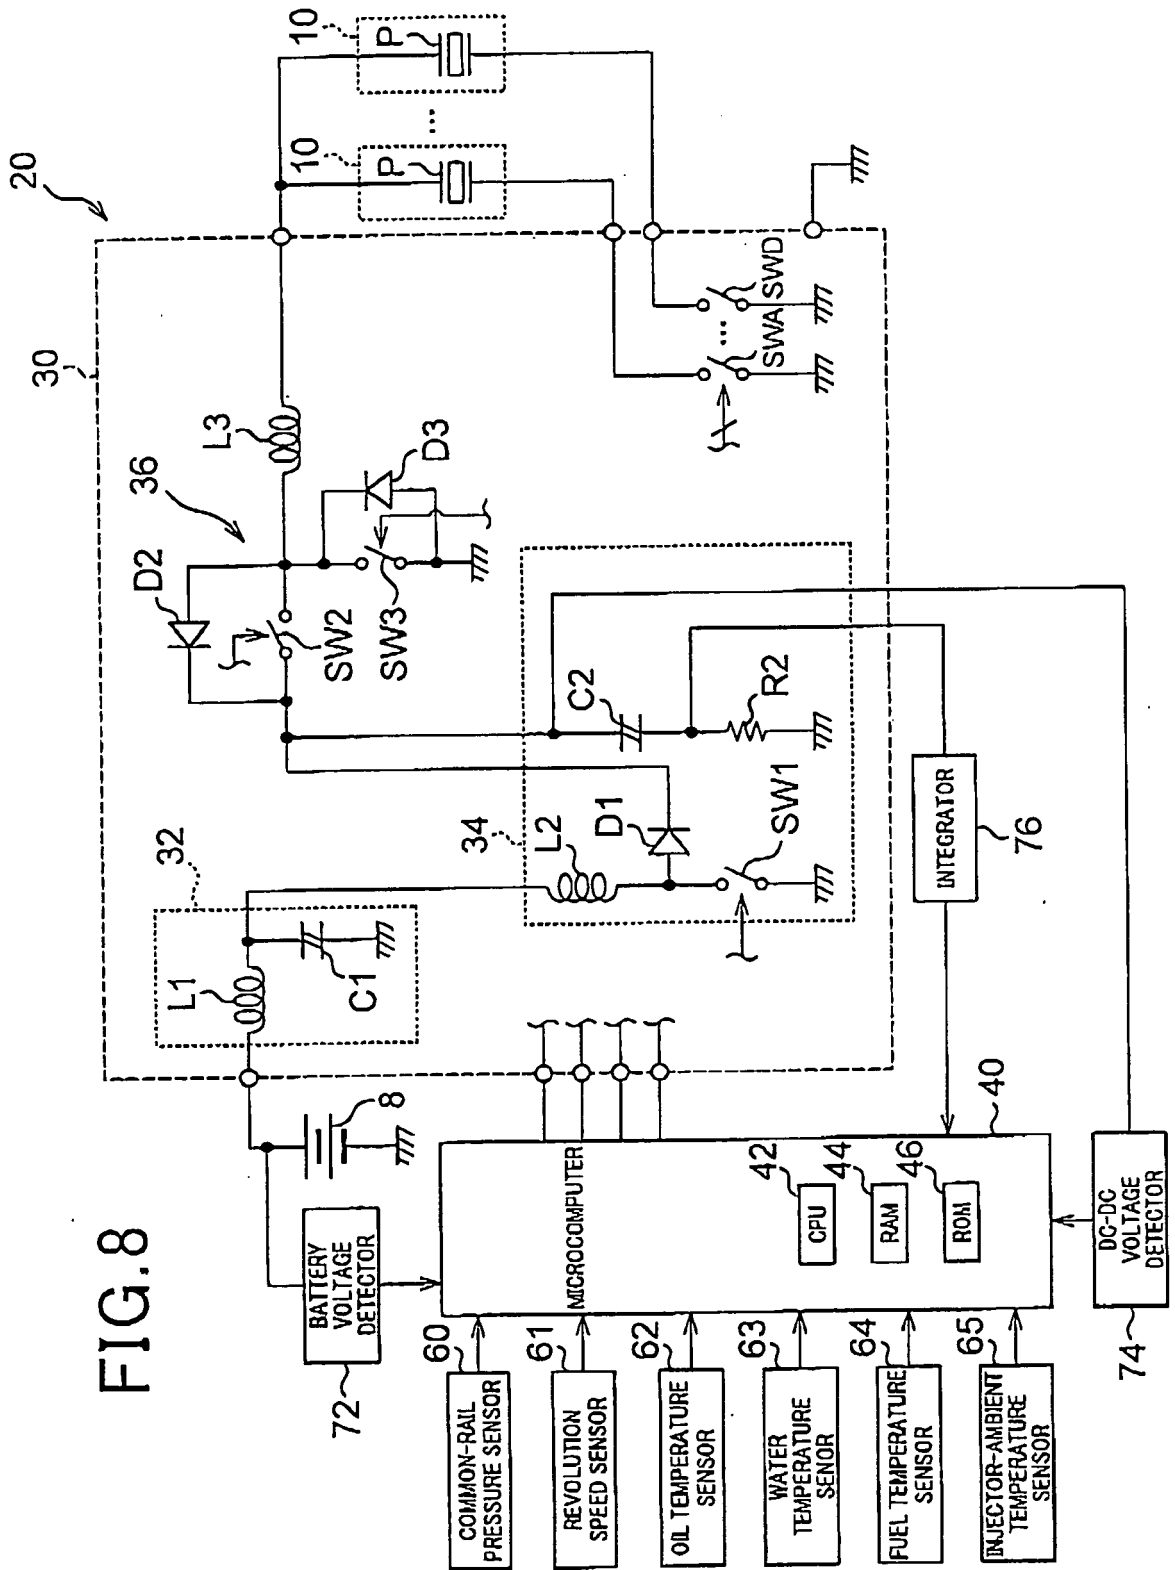 FIG.8
20
30
10
P
10
P
...
32
L1
C1
36
D2
SW2
SW3
D3
L3
34
L2
D1
SW1
C2
R2
SWA
...
SWD
8
BATTERY
VOLTAGE
DETECTOR
72
MICROCOMPUTER
40
CPU
42
RAM
44
ROM
46
INTEGRATOR
76
DC-DC
VOLTAGE
DETECTOR
74
COMMON-RAIL
PRESSURE SENSOR
60
REVOLUTION
SPEED SENSOR
61
OIL TEMPERATURE
SENSOR
62
WATER
TEMPERATURE
SENOR
63
FUEL TEMPERATURE
SENSOR
64
INJECTOR-AMBIENT
TEMPERATURE
SENSOR
65